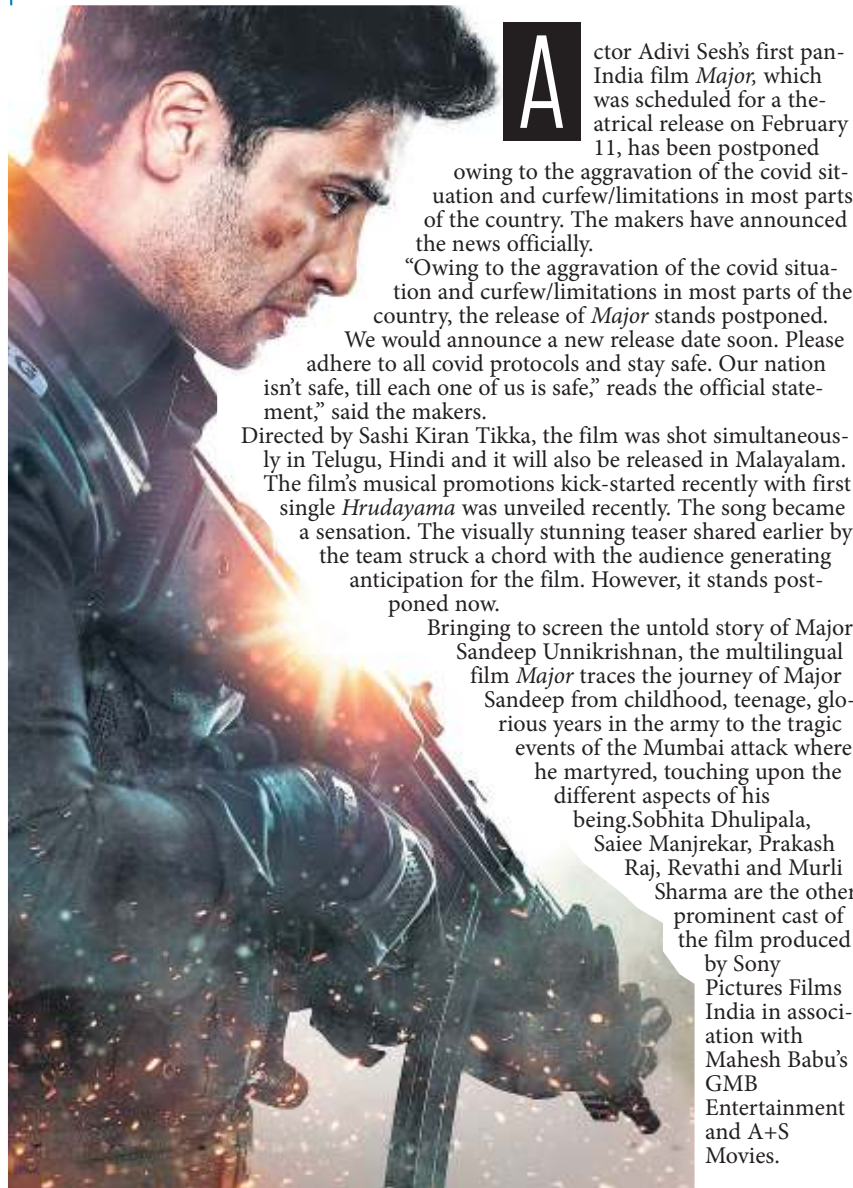 Actor Adivi Sesh's first pan-
India film Major, which
was scheduled for a the-
atrical release on February
11, has been postponed
owing to the aggravation of the covid sit-
uation and curfew/limitations in most parts
of the country. The makers have announced
the news officially.
“Owing to the aggravation of the covid situa-
tion and curfew/limitations in most parts of the
country, the release of Major stands postponed.
We would announce a new release date soon. Please
adhere to all covid protocols and stay safe. Our nation
isn't safe, till each one of us is safe,” reads the official state-
ment,” said the makers.
Directed by Sashi Kiran Tikka, the film was shot simultaneous-
ly in Telugu, Hindi and it will also be released in Malayalam.
The film's musical promotions kick-started recently with first
single Hrudayama was unveiled recently. The song became
a sensation. The visually stunning teaser shared earlier by
the team struck a chord with the audience generating
anticipation for the film. However, it stands post-
poned now.
Bringing to screen the untold story of Major
Sandeep Unnikrishnan, the multilingual
film Major traces the journey of Major
Sandeep from childhood, teenage, glo-
rious years in the army to the tragic
events of the Mumbai attack where
he martyred, touching upon the
different aspects of his
being.Sobhita Dhulipala,
Saiee Manjrekar, Prakash
Raj, Revathi and Murli
Sharma are the other
prominent cast of
the film produced
by Sony
Pictures Films
India in associ-
ation with
Mahesh Babu's
GMB
Entertainment
and A+S
Movies.